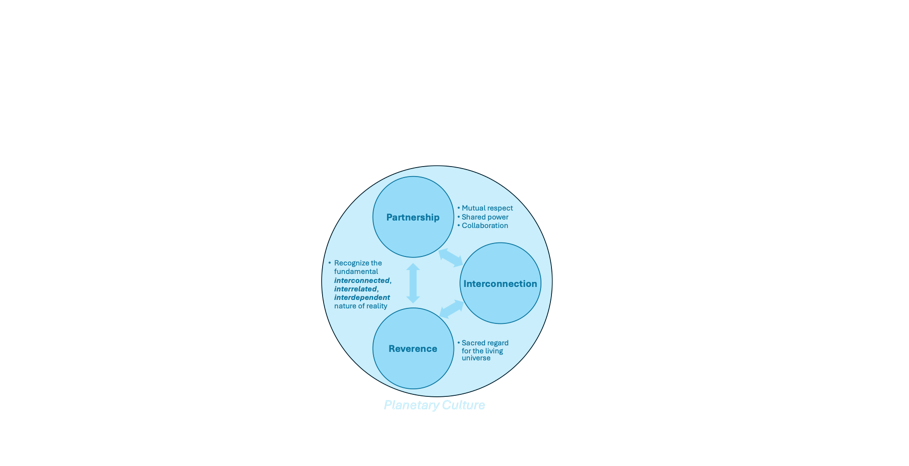 Partnership
• Mutual respect
• Shared power
• Collaboration
• Recognize the
fundamental
interconnected,
interrelated,
interdependent
nature of reality
Interconnection
Reverence
• Sacred regard
for the living
universe
Planetary Culture